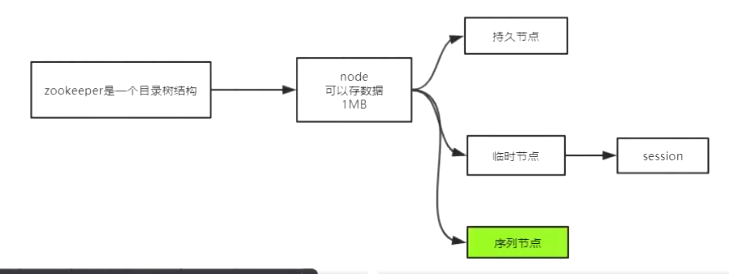 持久节点
zookeeper是一个目录树结构
node
可以存数据
1MB
临时节点
session
序列节点